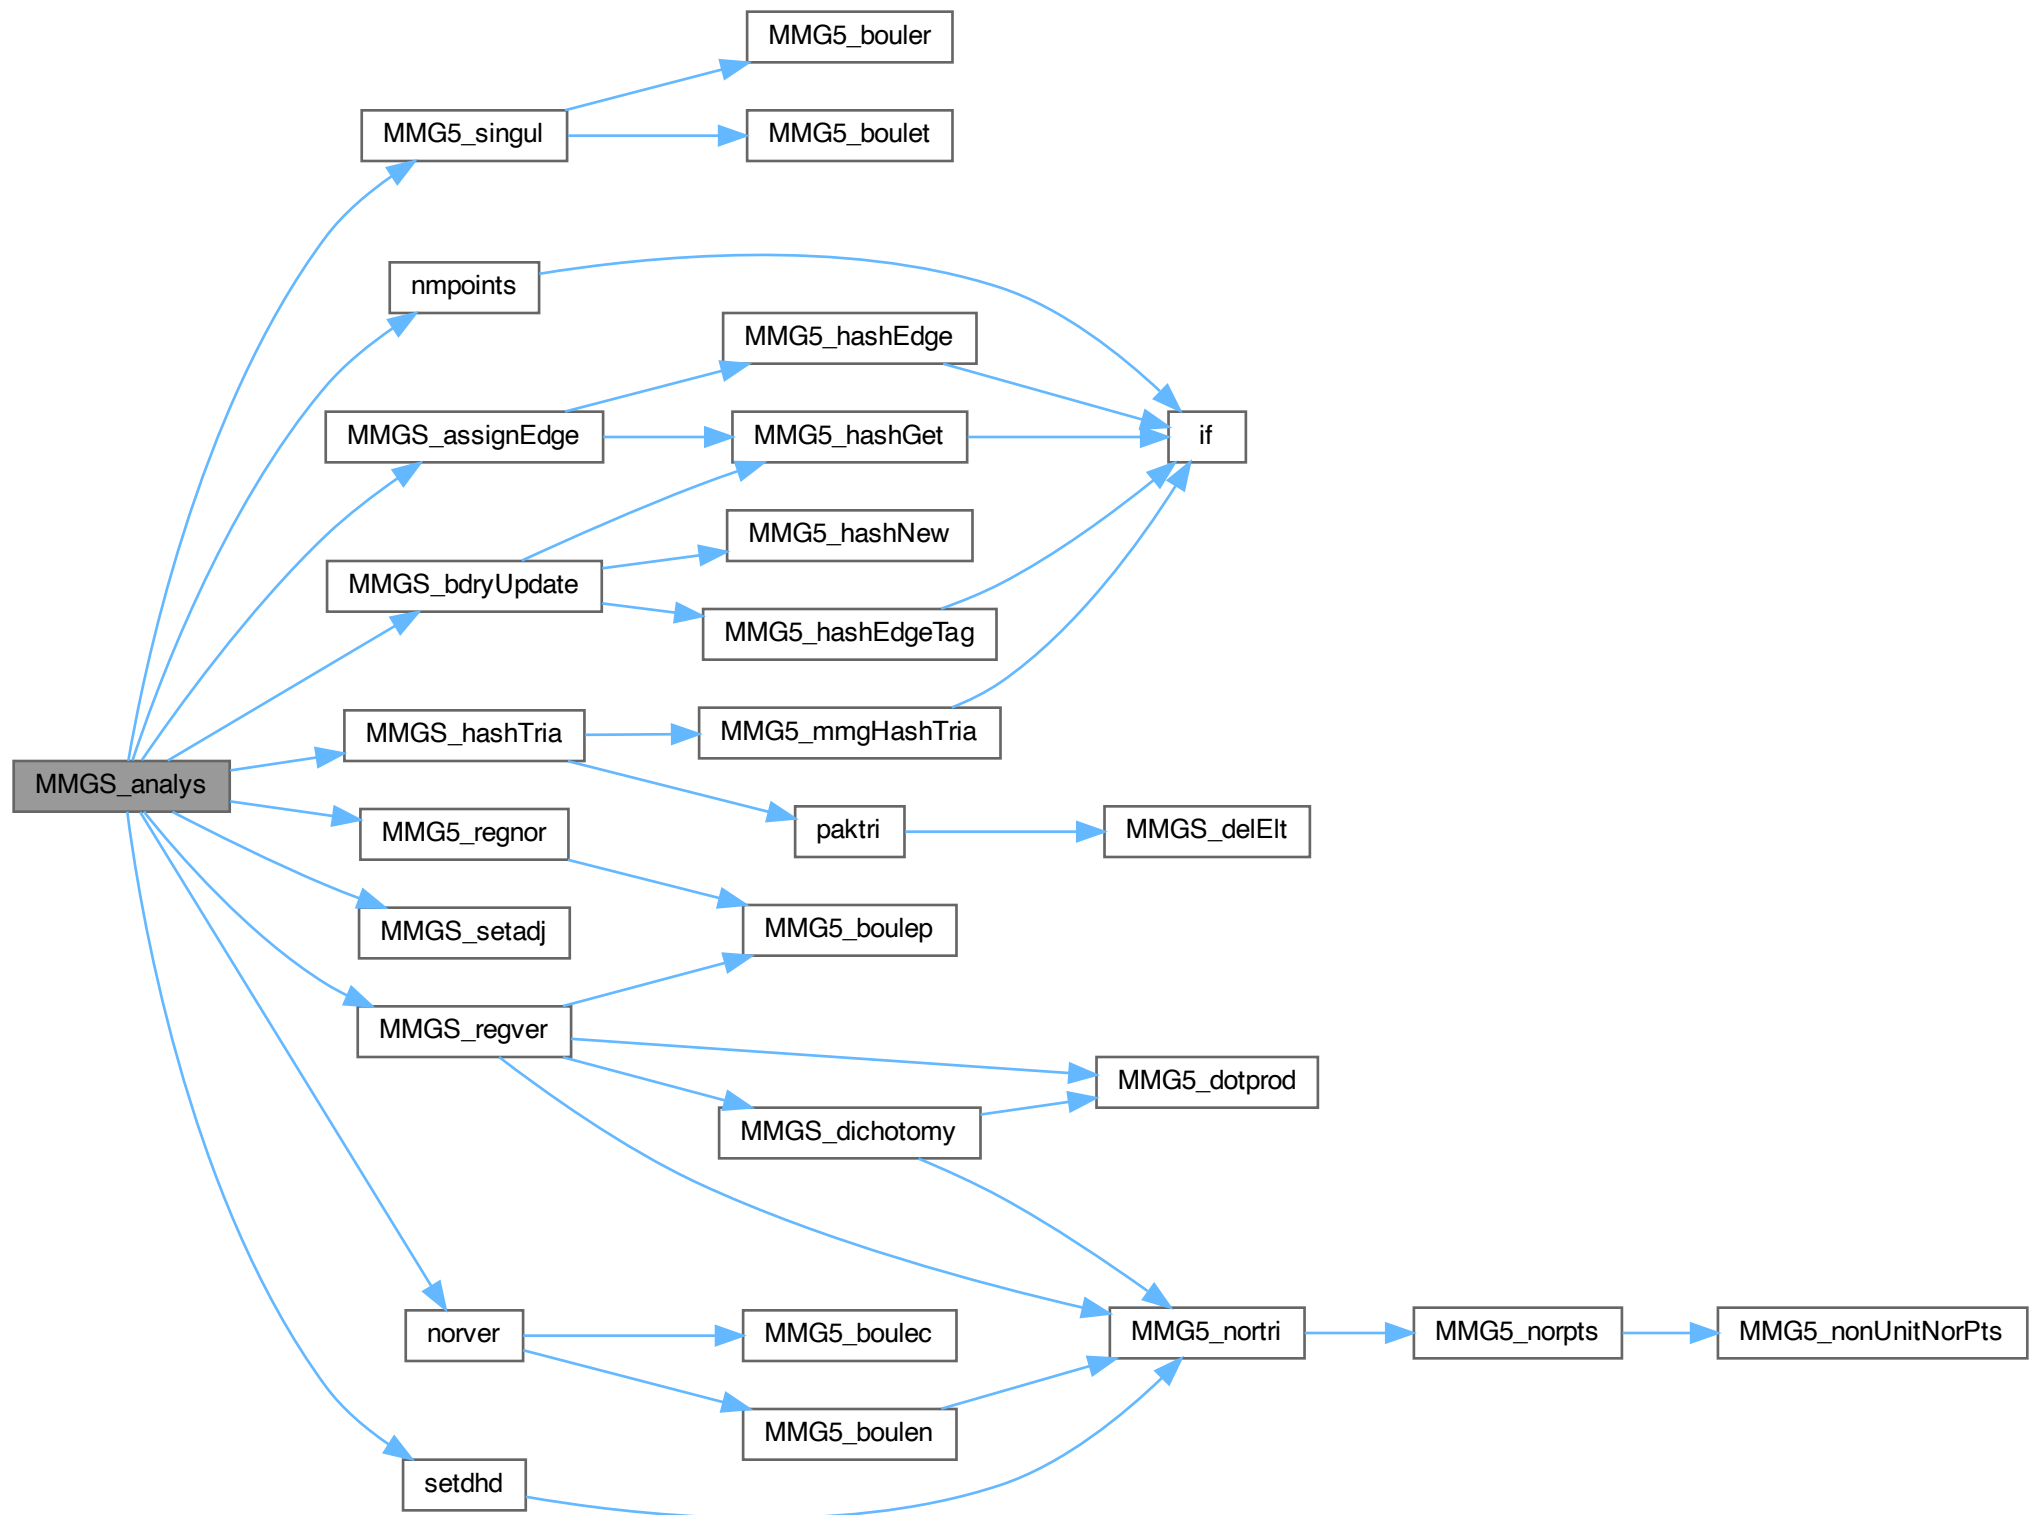 MMG5_bouler
MMG5_singul
MMG5_boulet
nmpoints
MMG5_hashEdge
MMGS_assignEdge
MMG5_hashGet
if
MMG5_hashNew
MMGS_bdryUpdate
MMG5_hashEdgeTag
MMGS_hashTria
MMG5_mmgHashTria
MMGS_analys
MMG5_regnor
paktri
MMGS_delElt
MMGS_setadj
MMG5_boulep
MMGS_regver
MMG5_dotprod
MMGS_dichotomy
norver
MMG5_boulec
MMG5_nortri
MMG5_norpts
MMG5_nonUnitNorPts
MMG5_boulen
setdhd